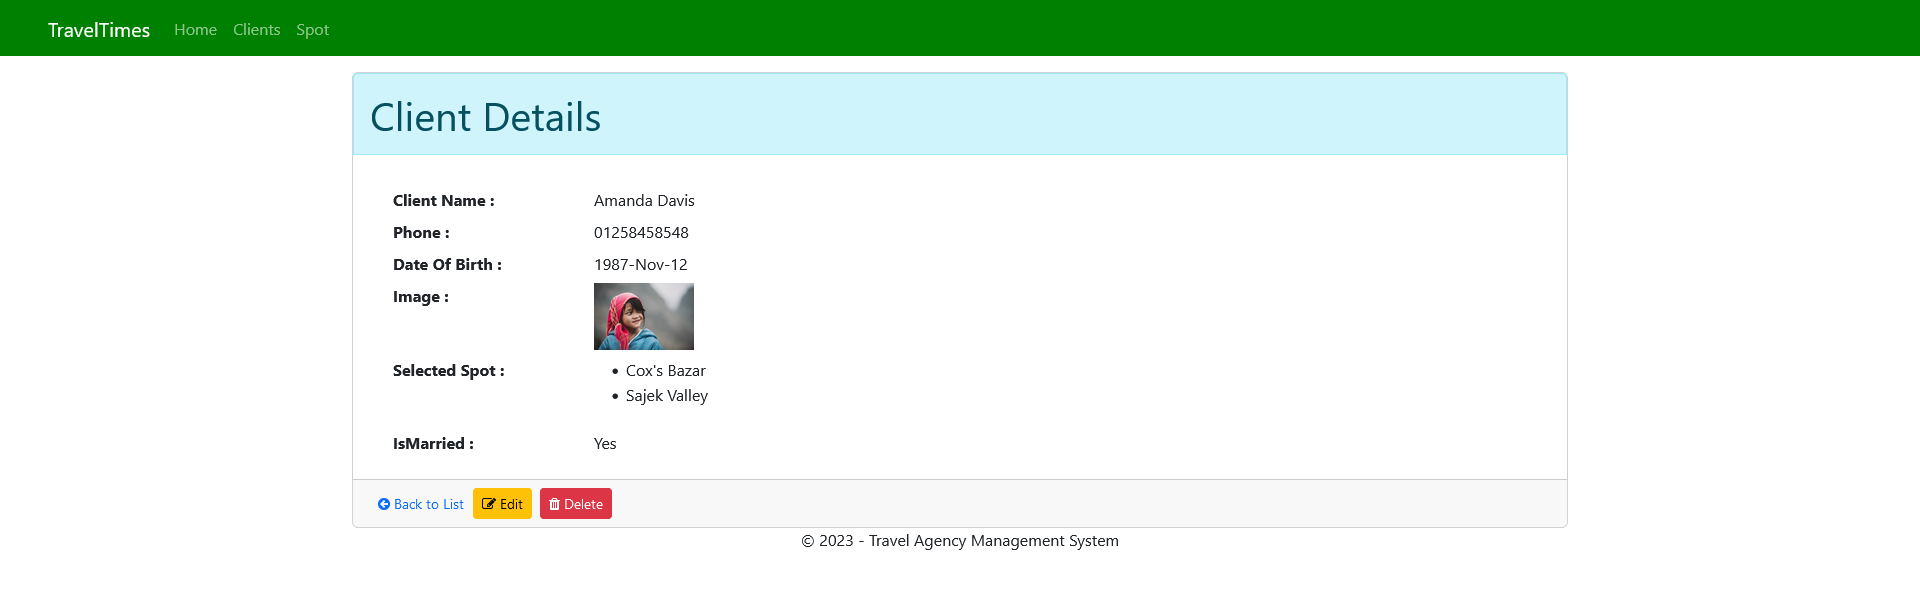 TravelTimes Home Clients Spot
Client Details
Client Name : Amanda Davis
Phone : 01258458548
Date Of Birth : 1987-Nov-12
Image :
Selected Spot : • Cox's Bazar
• Sajek Valley
IsMarried : Yes
Back to List Edit Delete
© 2023 - Travel Agency Management System